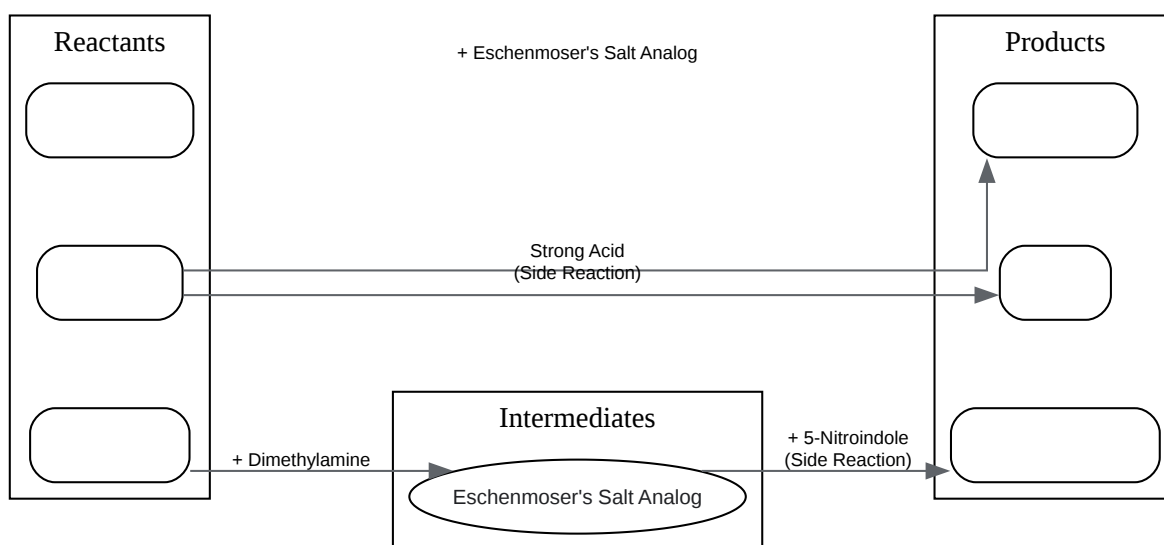 Reactants
Products
+ Eschenmoser's Salt Analog
Strong Acid
(Side Reaction)
Intermediates
+ Dimethylamine
+ 5-Nitroindole
(Side Reaction)
Eschenmoser's Salt Analog